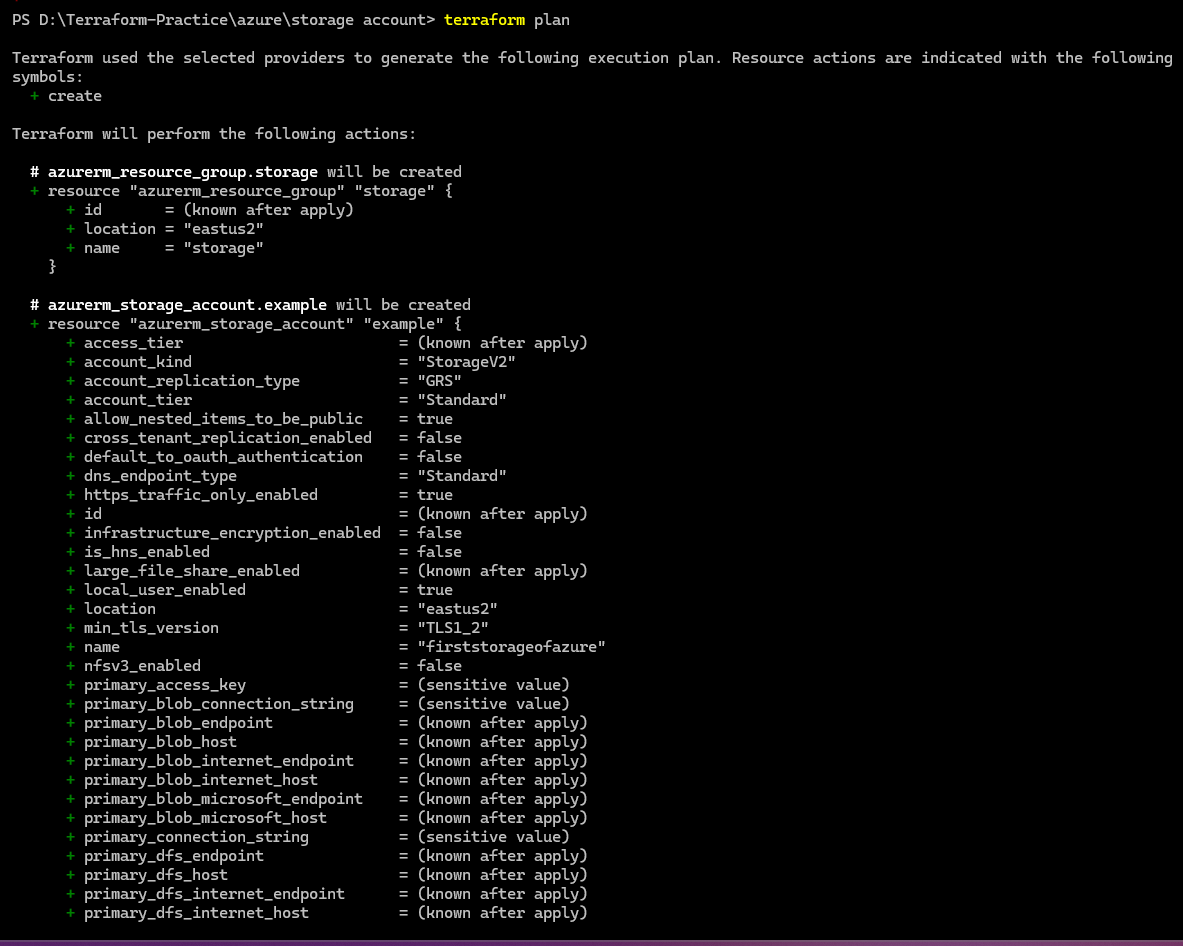 PS D:\Terraform-Practice\azure\storage account> terraform plan
Terraform used the selected providers to generate the following execution plan. Resource actions are indicated with the following
symbols:
  + create
Terraform will perform the following actions:
  # azurerm_resource_group.storage will be created
  + resource "azurerm_resource_group" "storage" {
      + id       = (known after apply)
      + location = "eastus2"
      + name     = "storage"
    }
  # azurerm_storage_account.example will be created
  + resource "azurerm_storage_account" "example" {
      + access_tier                        = (known after apply)
      + account_kind                       = "StorageV2"
      + account_replication_type           = "GRS"
      + account_tier                       = "Standard"
      + allow_nested_items_to_be_public    = true
      + cross_tenant_replication_enabled   = false
      + default_to_oauth_authentication    = false
      + dns_endpoint_type                  = "Standard"
      + https_traffic_only_enabled         = true
      + id                                 = (known after apply)
      + infrastructure_encryption_enabled  = false
      + is_hns_enabled                     = false
      + large_file_share_enabled           = (known after apply)
      + local_user_enabled                 = true
      + location                           = "eastus2"
      + min_tls_version                    = "TLS1_2"
      + name                               = "firststorageofazure"
      + nfsv3_enabled                      = false
      + primary_access_key                 = (sensitive value)
      + primary_blob_connection_string     = (sensitive value)
      + primary_blob_endpoint              = (known after apply)
      + primary_blob_host                  = (known after apply)
      + primary_blob_internet_endpoint     = (known after apply)
      + primary_blob_internet_host         = (known after apply)
      + primary_blob_microsoft_endpoint    = (known after apply)
      + primary_blob_microsoft_host        = (known after apply)
      + primary_connection_string          = (sensitive value)
      + primary_dfs_endpoint               = (known after apply)
      + primary_dfs_host                   = (known after apply)
      + primary_dfs_internet_endpoint      = (known after apply)
      + primary_dfs_internet_host          = (known after apply)